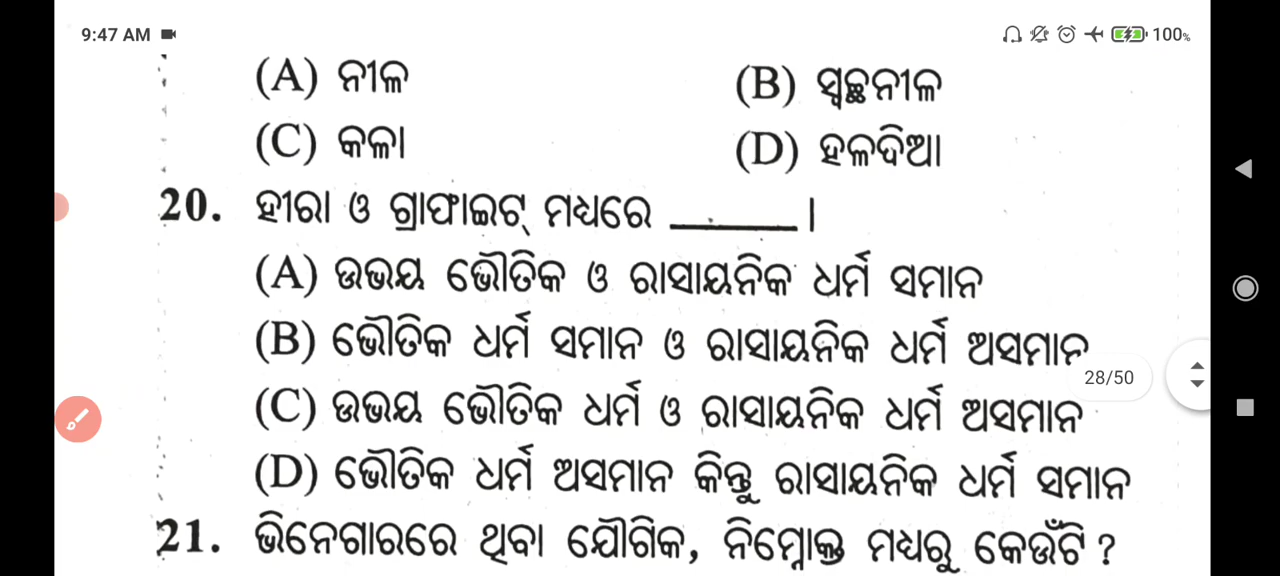 9:47 AM
100%
(A) ନୀଳ (B) ସ୍ୱଚ୍ଛନୀଳ
(C) କଳା (D) ହଳଦିଆ
20. ହୀରା ଓ ଗ୍ରାଫାଇଟ୍ ମଧ୍ୟରେ ______ ।
(A) ଉଭୟ ଭୌତିକ ଓ ରାସାୟନିକ ଧର୍ମ ସମାନ
(B) ଭୌତିକ ଧର୍ମ ସମାନ ଓ ରାସାୟନିକ ଧର୍ମ ଅସମାନ
28/50
(C) ଉଭୟ ଭୌତିକ ଧର୍ମ ଓ ରାସାୟନିକ ଧର୍ମ ଅସମାନ
(D) ଭୌତିକ ଧର୍ମ ଅସମାନ କିନ୍ତୁ ରାସାୟନିକ ଧର୍ମ ସମାନ
21. ଭିନେଗାରରେ ଥିବା ଯୌଗିକ, ନିମ୍ନୋକ୍ତ ମଧ୍ୟରୁ କେଉଁଟି ?